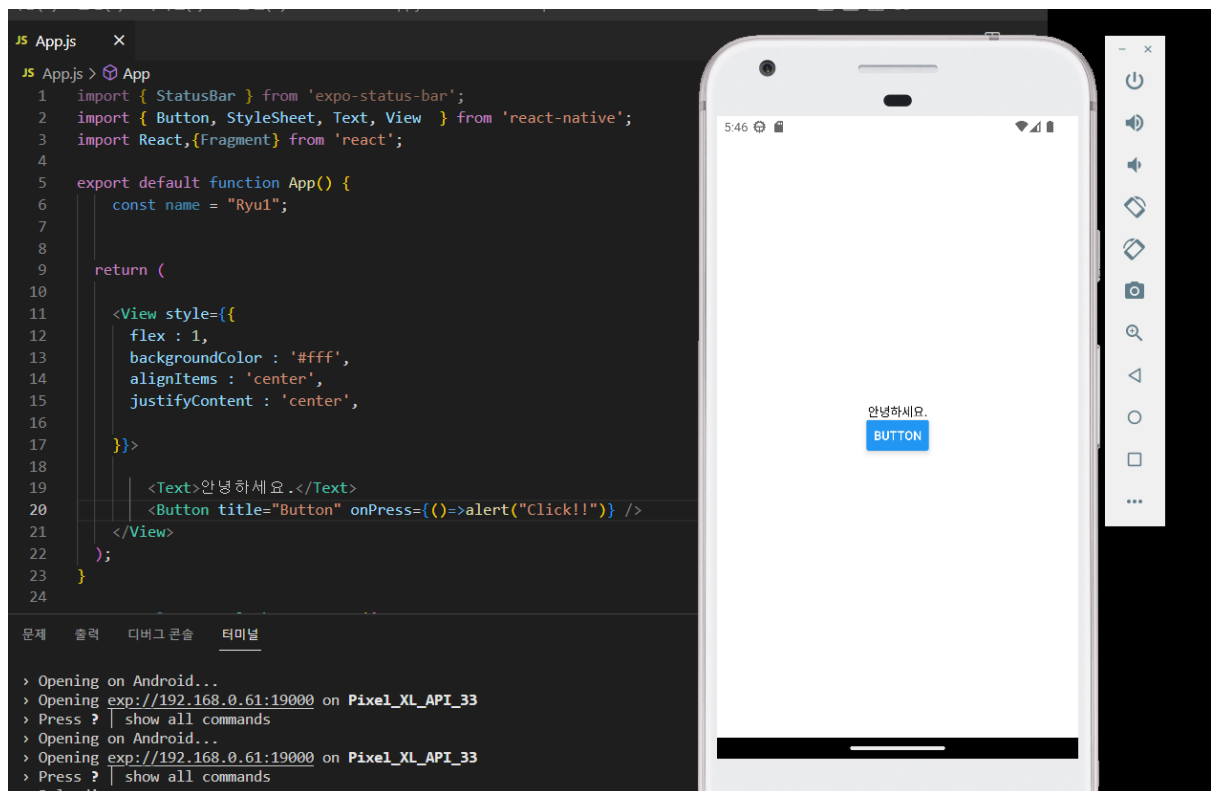 JS App.js ×
JS App.js > App
1 import { StatusBar } from 'expo-status-bar';
2 import { Button, StyleSheet, Text, View  } from 'react-native';
3 import React,{Fragment} from 'react';
4
5 export default function App() {
6 const name = "Ryu1";
7
8
9 return (
10
11 <View style={{
12 flex : 1,
13 backgroundColor : '#fff',
14 alignItems : 'center',
15 justifyContent : 'center',
16
17 }}>
18
19 <Text>안녕하세요.</Text>
20 <Button title="Button" onPress={()=>alert("Click!!")} />
21 </View>
22 );
23 }
24
문제 출력 디버그 콘솔 터미널
› Opening on Android...
› Opening exp://192.168.0.61:19000 on Pixel_XL_API_33
› Press ? │ show all commands
› Opening on Android...
› Opening exp://192.168.0.61:19000 on Pixel_XL_API_33
› Press ? │ show all commands
5:46
안녕하세요.
BUTTON